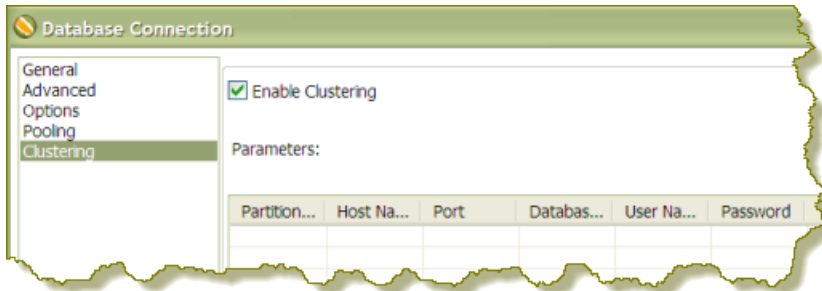 Database Connection
General
Advanced
Options
Pooling
Clustering
Enable Clustering
Parameters:
Partition... Host Na... Port Databas... User Na... Password